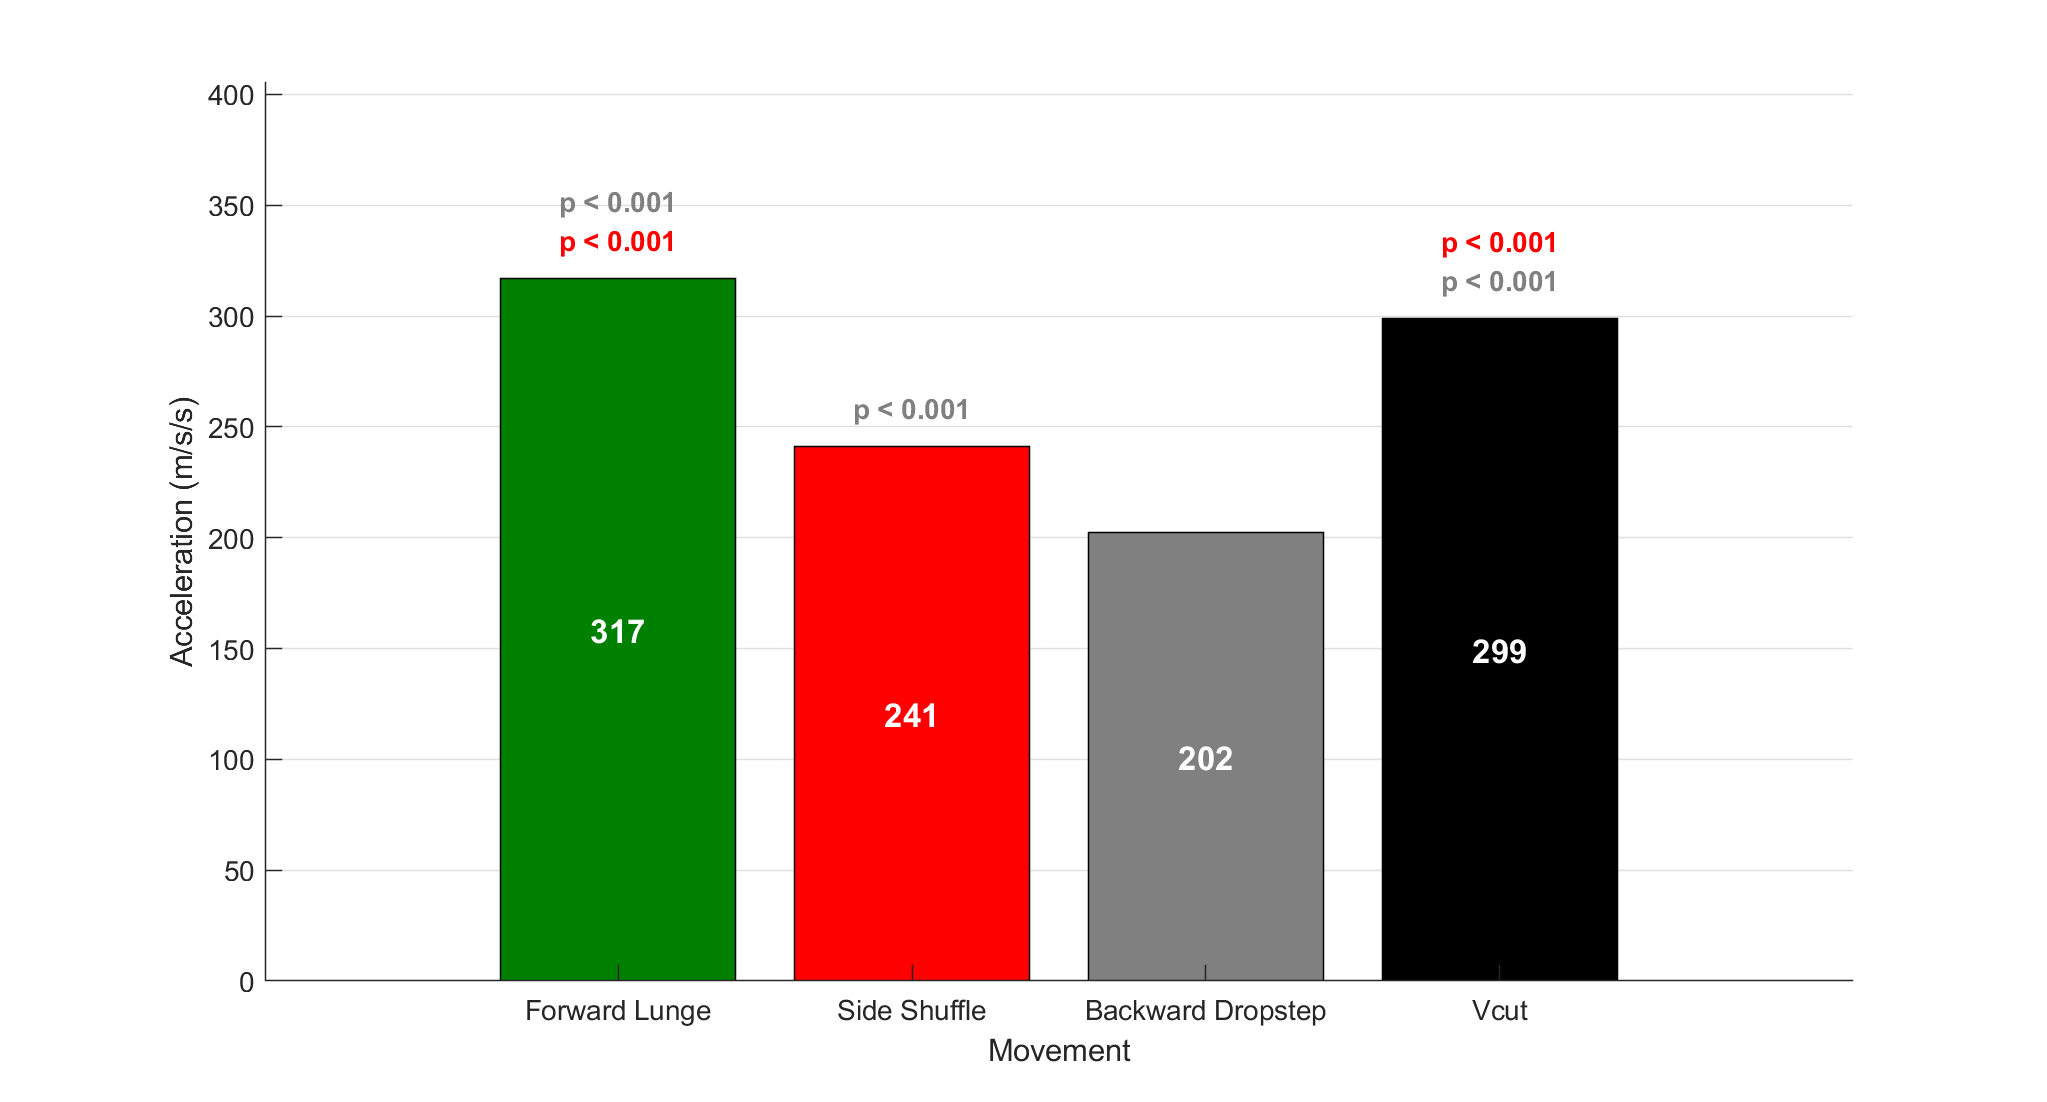 400
350
300
250
200
150
100
50
0
Acceleration (m/s/s)
p < 0.001
p < 0.001
317
p < 0.001
241
202
p < 0.001
p < 0.001
299
Forward Lunge
Side Shuffle
Backward Dropstep
Vcut
Movement